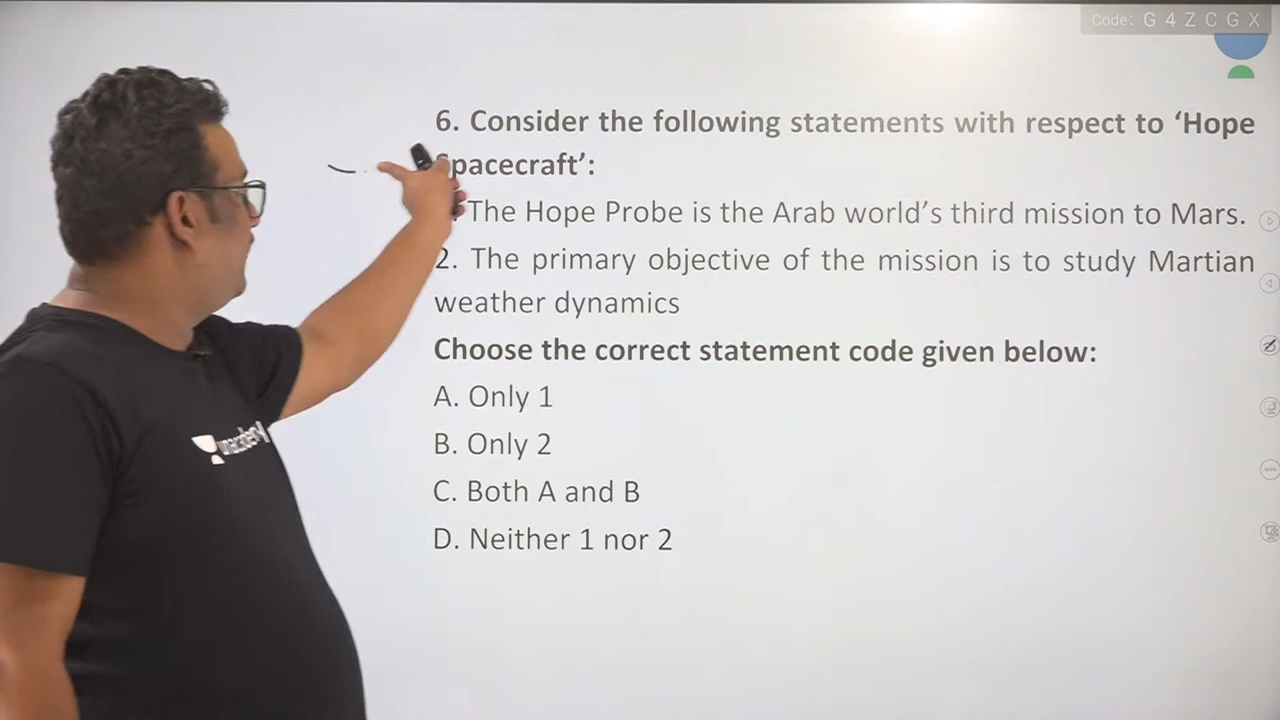 Code: G 4 Z C G X
6. Consider the following statements with respect to ‘Hope
Spacecraft’:
The Hope Probe is the Arab world’s third mission to Mars.
2. The primary objective of the mission is to study Martian
weather dynamics
Choose the correct statement code given below:
A. Only 1
B. Only 2
C. Both A and B
D. Neither 1 nor 2
unacademy